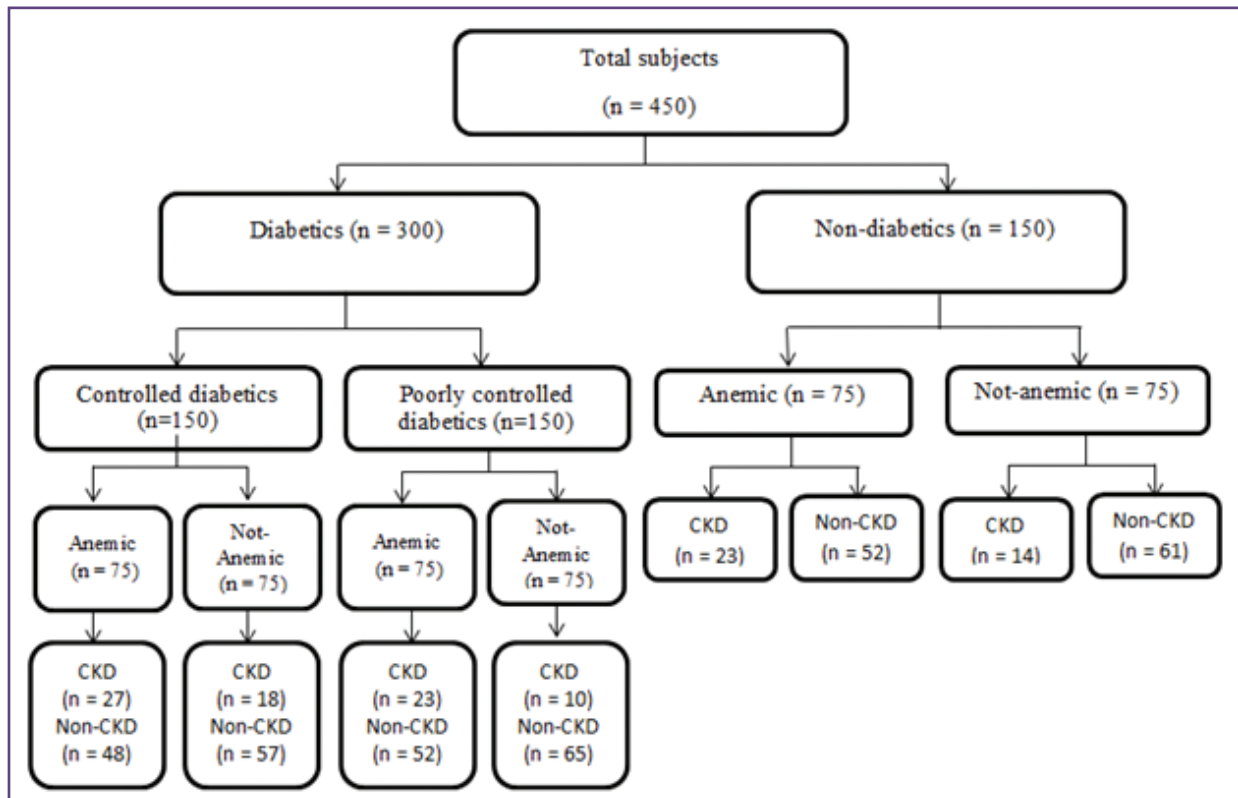 Total subjects
(n = 450)
Diabetics (n = 300)
Non-diabetics (n = 150)
Controlled diabetics
(n=150)
Poorly controlled
diabetics (n=150)
Anemic (n = 75)
Not-anemic (n = 75)
Anemic
(n = 75)
Not-
Anemic
(n = 75)
Anemic
(n = 75)
Not-
Anemic
(n = 75)
CKD
(n = 23)
Non-CKD
(n = 52)
CKD
(n = 14)
Non-CKD
(n = 61)
CKD
(n = 27)
Non-CKD
(n = 48)
CKD
(n = 18)
Non-CKD
(n = 57)
CKD
(n = 23)
Non-CKD
(n = 52)
CKD
(n = 10)
Non-CKD
(n = 65)